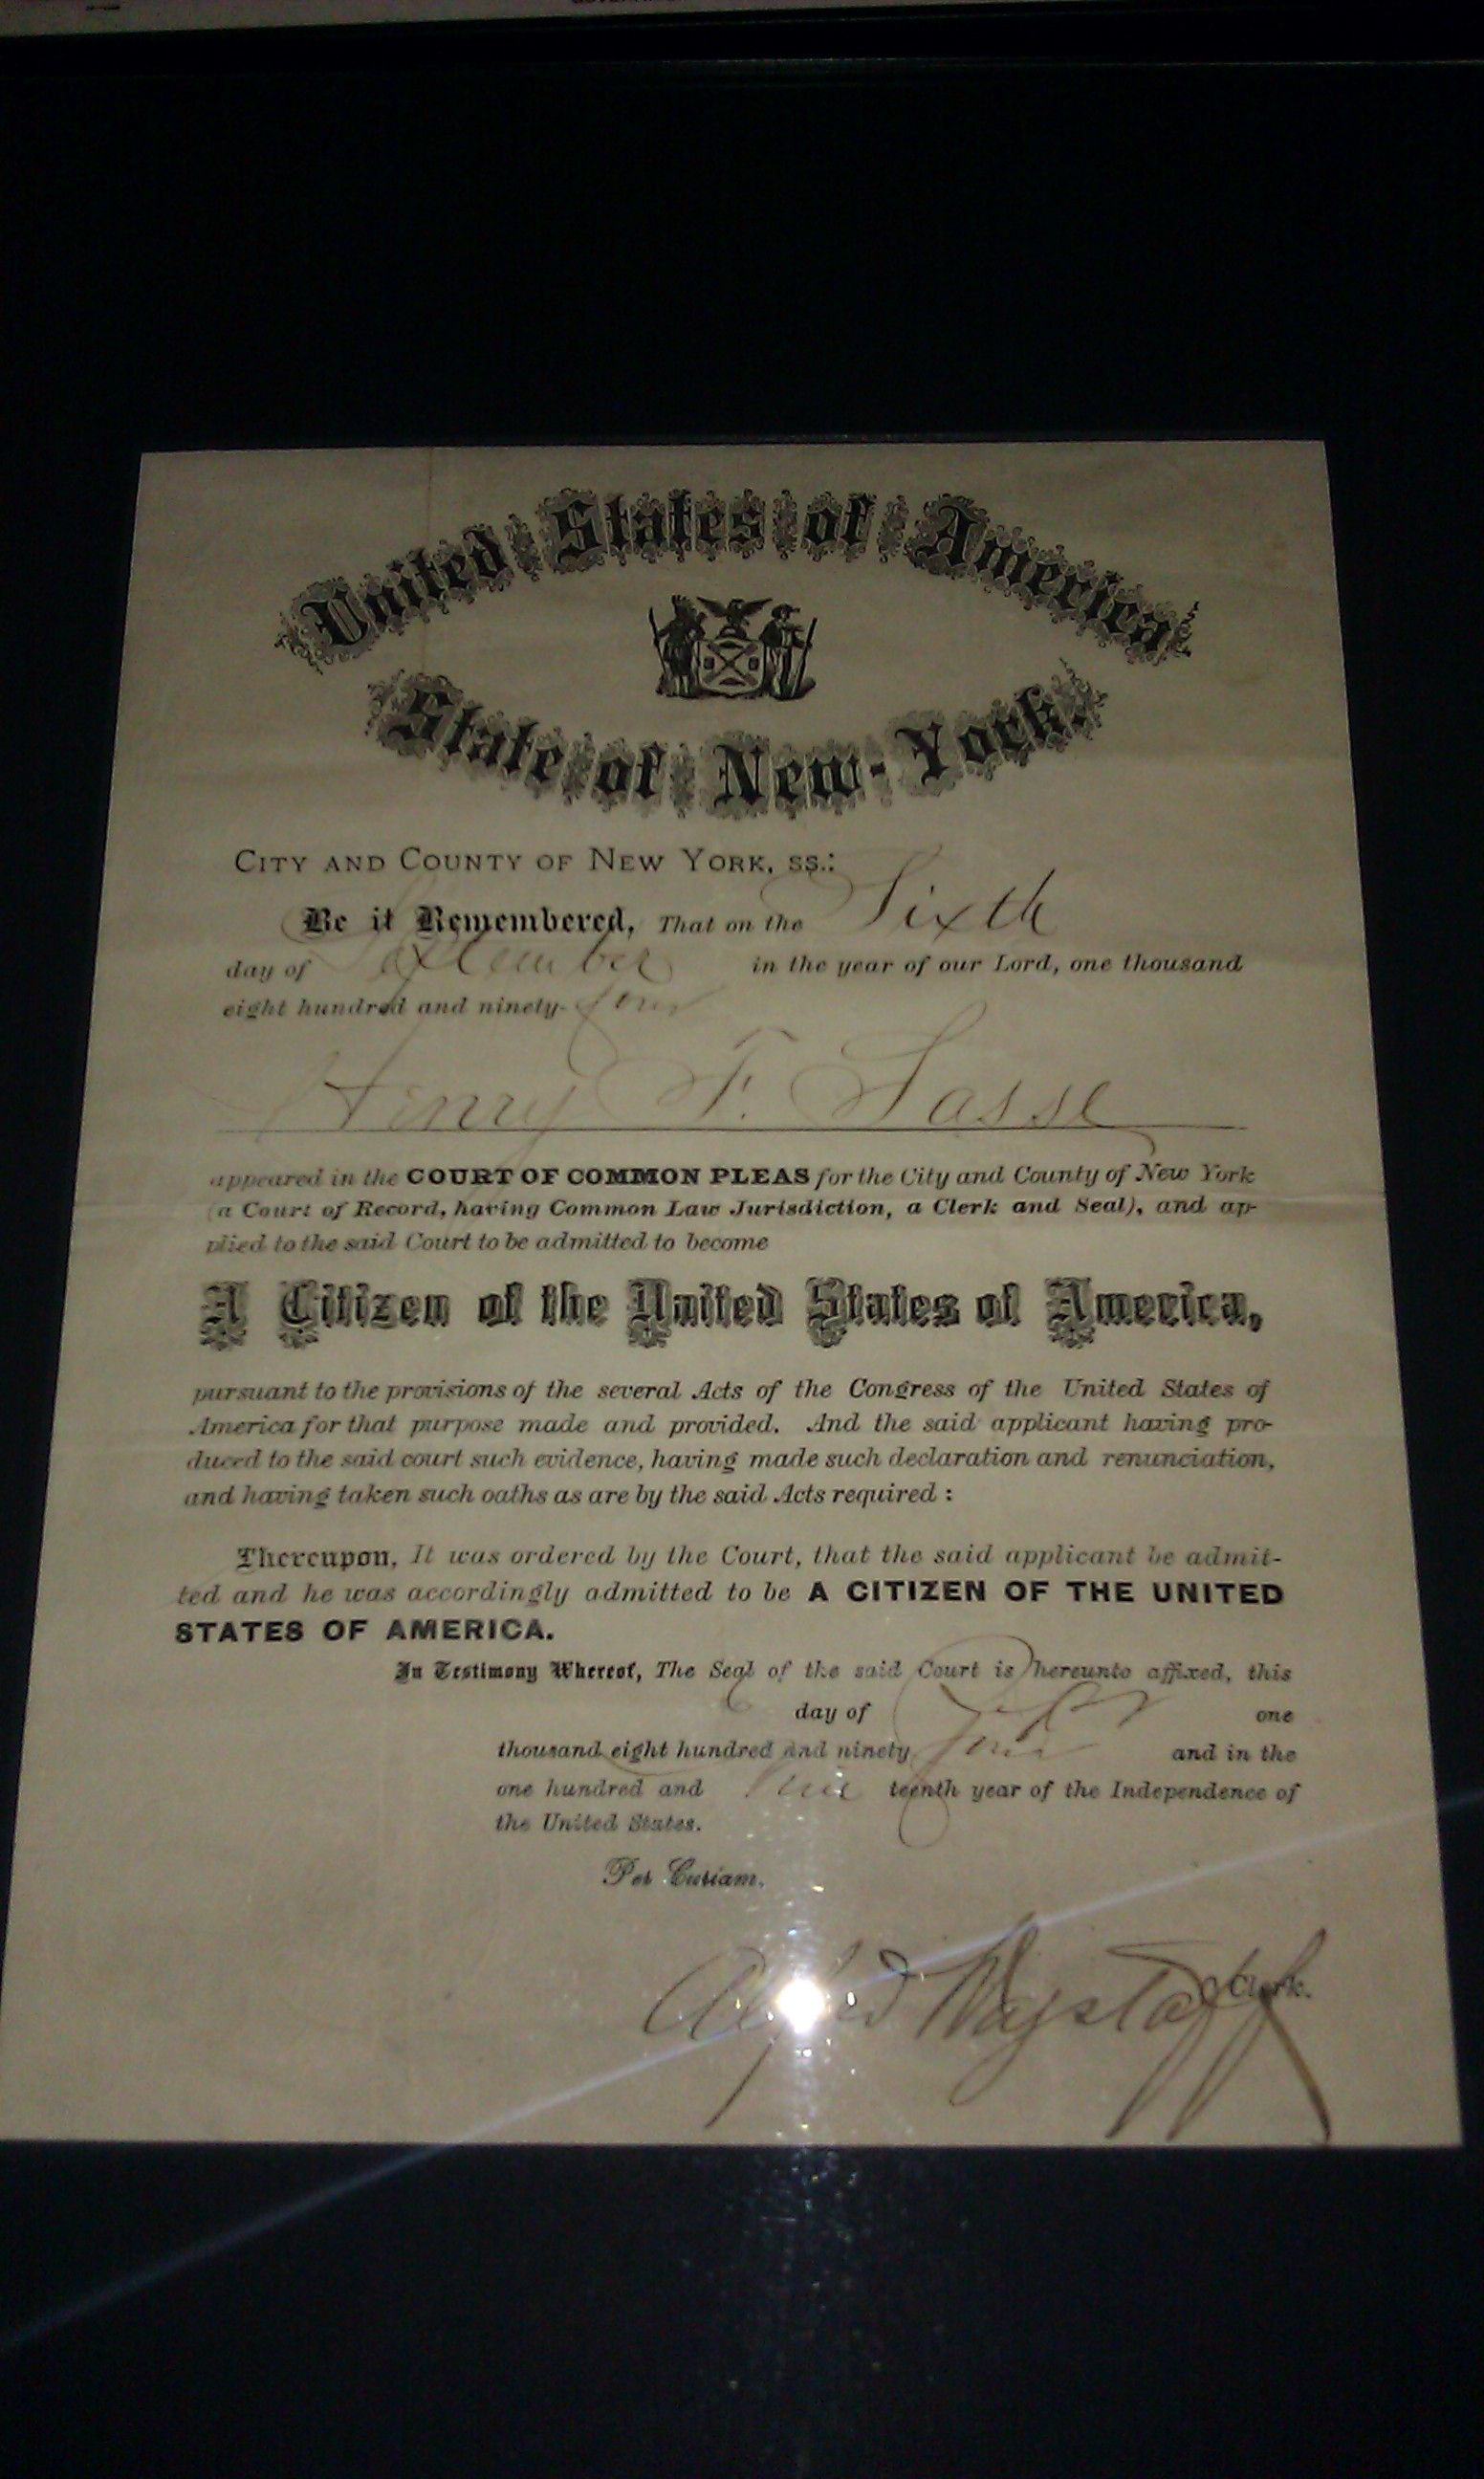 United States of America
State of New-York.
CITY AND COUNTY OF NEW YORK, SS.:
Be it Remembered, That on the Sixth
day of September in the year of our Lord, one thousand
eight hundred and ninety-four
Henry F. Sasse
appeared in the COURT OF COMMON PLEAS for the City and County of New York
(a Court of Record, having Common Law Jurisdiction, a Clerk and Seal), and ap-
plied to the said Court to be admitted to become
A Citizen of the United States of America,
pursuant to the provisions of the several Acts of the Congress of the United States of
America for that purpose made and provided. And the said applicant having pro-
duced to the said court such evidence, having made such declaration and renunciation,
and having taken such oaths as are by the said Acts required :
Thereupon, It was ordered by the Court, that the said applicant be admit-
ted and he was accordingly admitted to be A CITIZEN OF THE UNITED
STATES OF AMERICA.
In Testimony Whereof, The Seal of the said Court is hereunto affixed, this
day of one
thousand eight hundred and ninety four and in the
one hundred and teenth year of the Independence of
the United States.
Per Curiam.
Alfred Wagstaff Clerk.